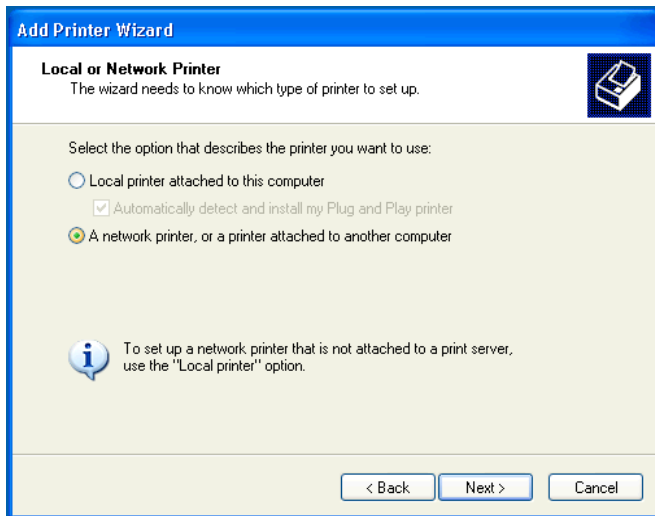 Add Printer Wizard
Local or Network Printer
The wizard needs to know which type of printer to set up.
Select the option that describes the printer you want to use:
Local printer attached to this computer
Automatically detect and install my Plug and Play printer
A network printer, or a printer attached to another computer
To set up a network printer that is not attached to a print server,
use the "Local printer" option.
< Back Next > Cancel